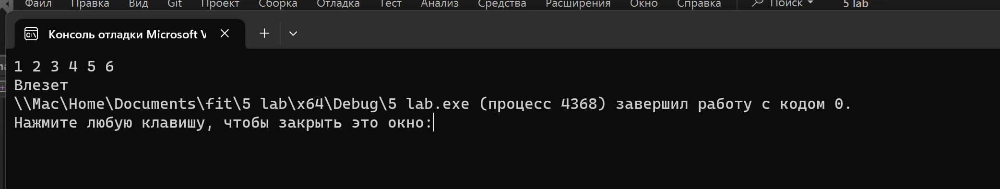 Файл Правка Вид Git Проект Сборка Отладка Тест Анализ Средства Расширения Окно Справка Поиск 5 lab
Консоль отладки Microsoft
1 2 3 4 5 6
Влезет
\\Mac\Home\Documents\fit\5 lab\x64\Debug\5 lab.exe (процесс 4368) завершил работу с кодом 0.
Нажмите любую клавишу, чтобы закрыть это окно: